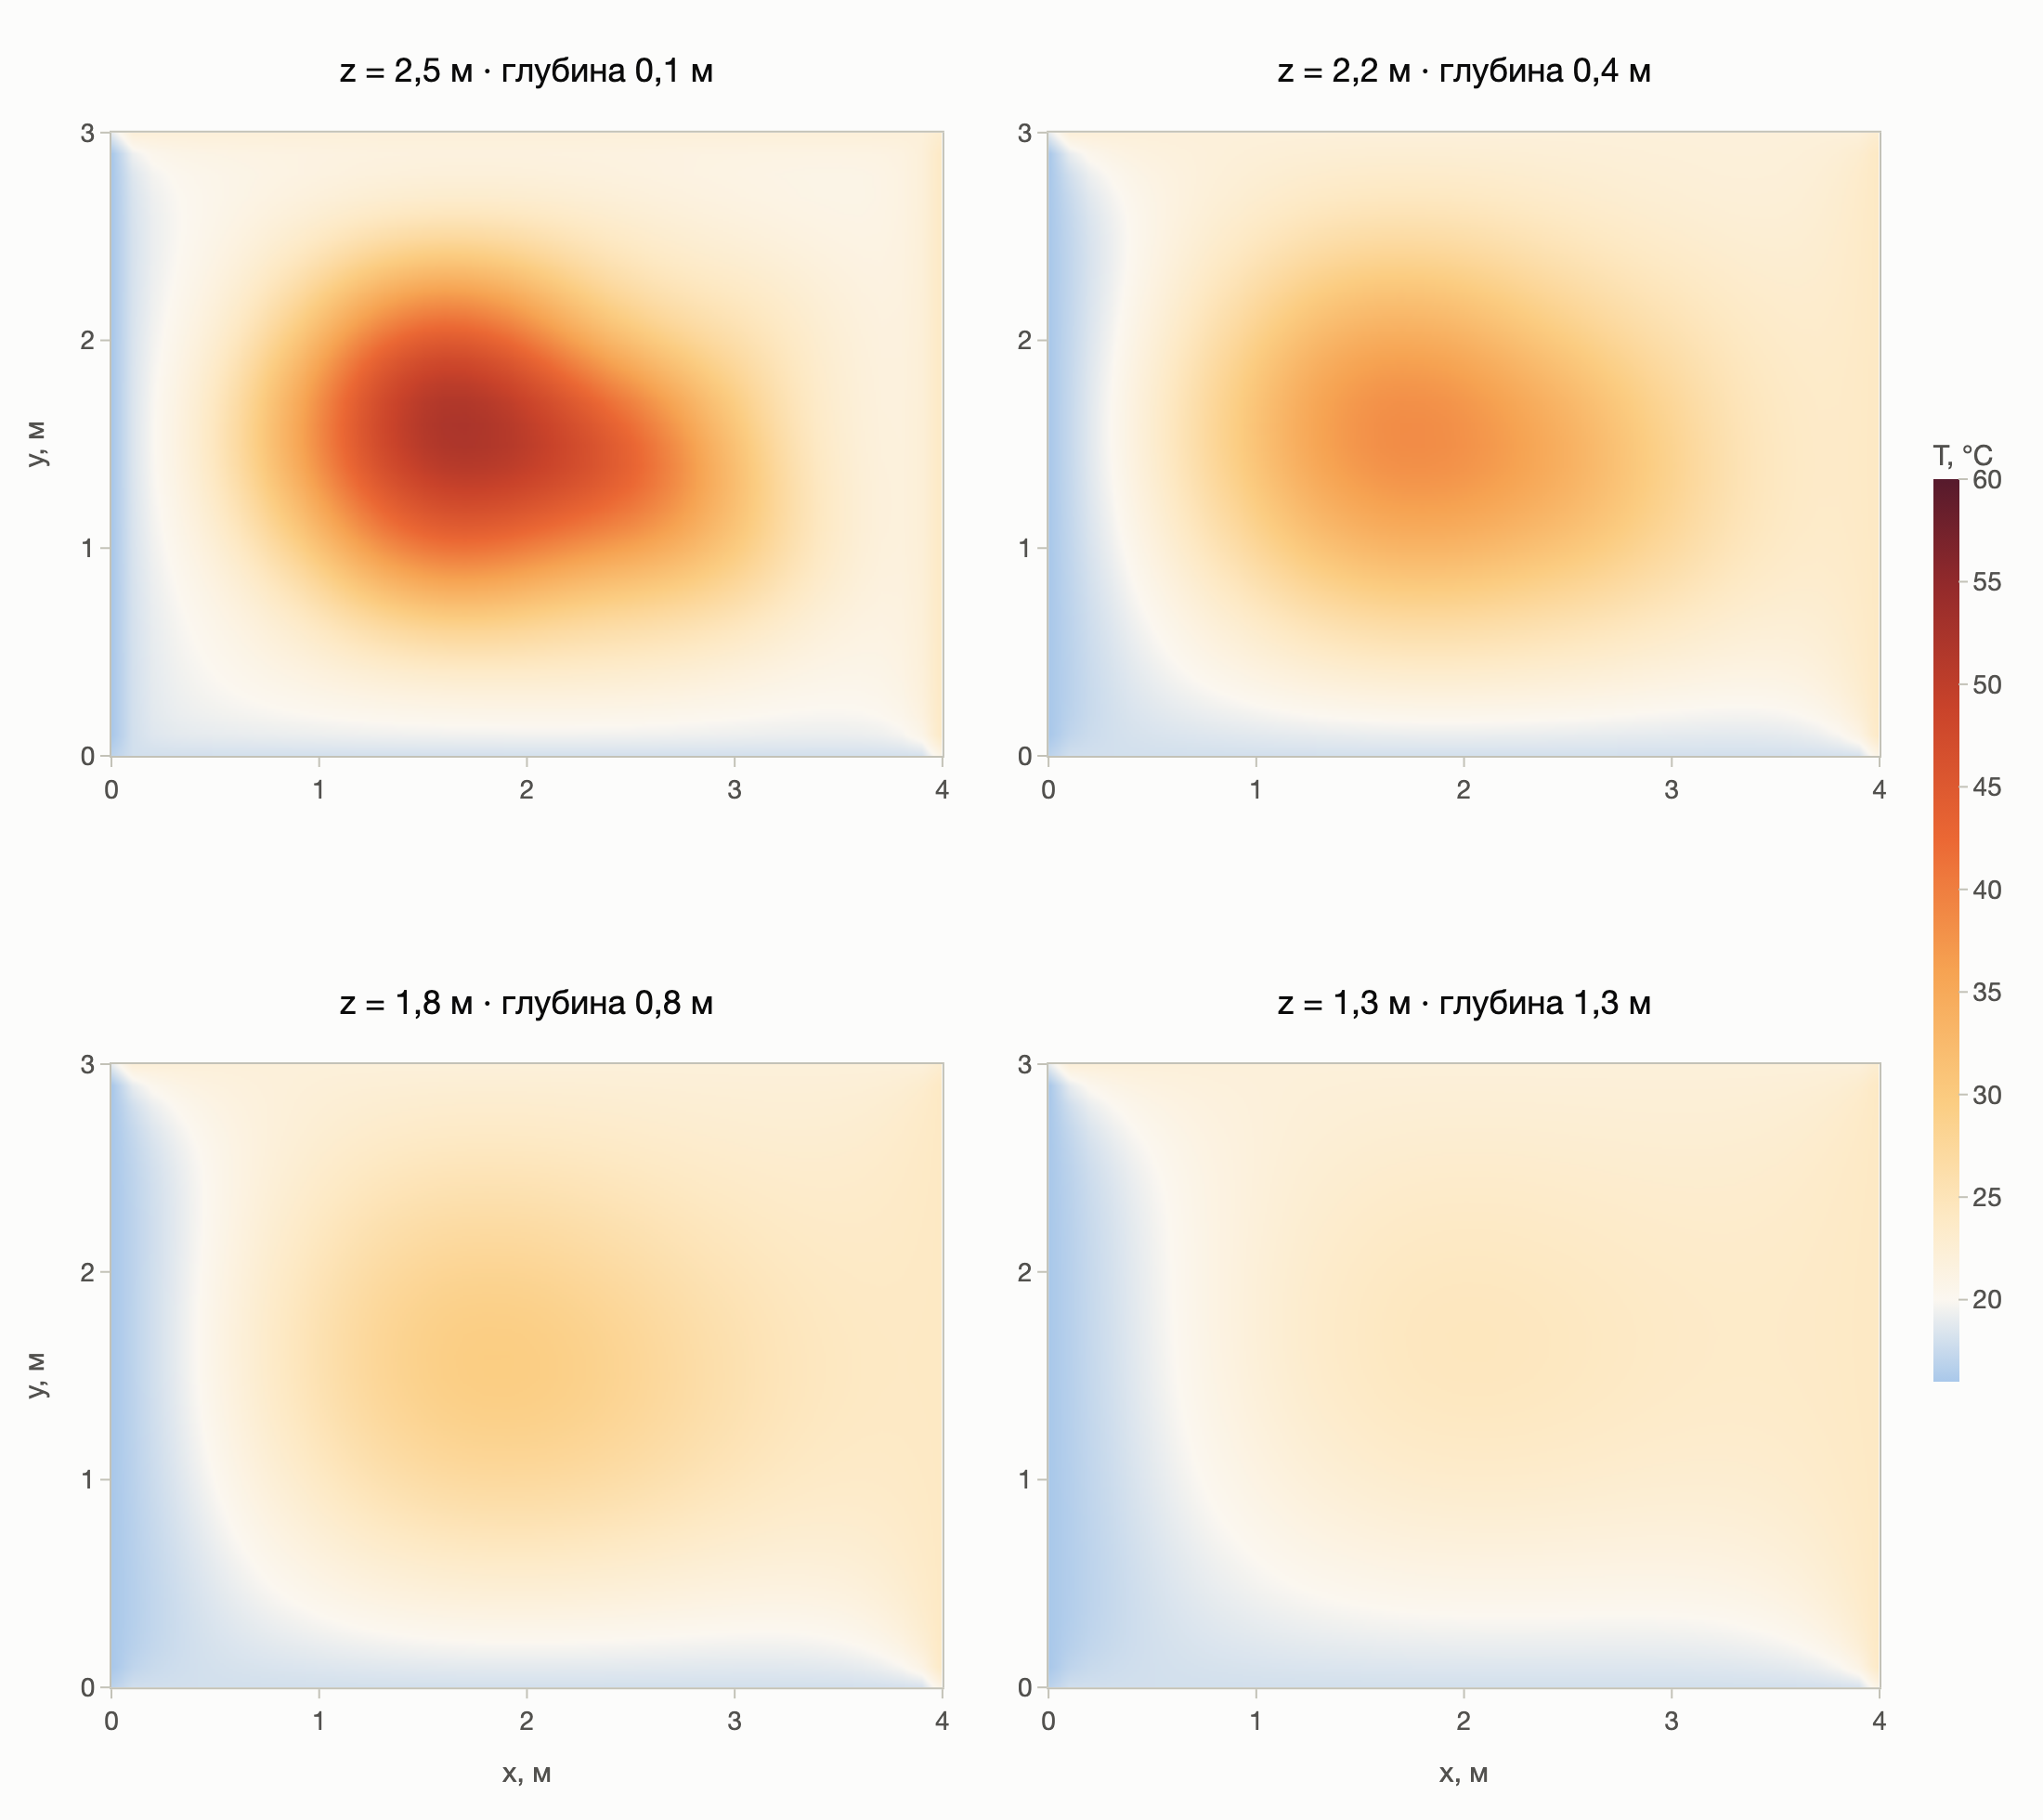 z = 2,5 м · глубина 0,1 м
z = 2,2 м · глубина 0,4 м
3
2
1
0
y, м
0 1 2 3 4
3
2
1
0
0 1 2 3 4
T, °C
60
55
50
45
40
35
30
25
20
z = 1,8 м · глубина 0,8 м
z = 1,3 м · глубина 1,3 м
3
2
1
0
y, м
0 1 2 3 4
x, м
3
2
1
0
0 1 2 3 4
x, м